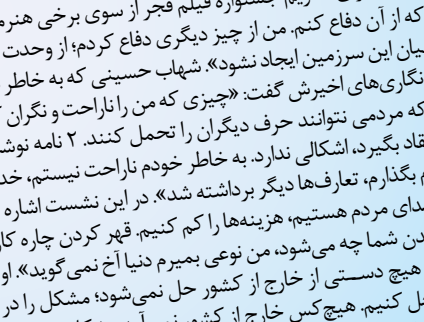 جشنواره فیلم فجر از سوی برخی هنرم
که از آن دفاع کنم. من از چیز دیگری دفاع کردم؛ از وحدت
میان این سرزمین ایجاد نشود». شهاب حسینی که به خاطر
نگاری‌های اخیرش گفت: «چیزی که من را ناراحت و نگران
که مردمی نتوانند حرف دیگران را تحمل کنند. ۲ نامه نوش
قاد بگیرد، اشکالی ندارد. به خاطر خودم ناراحت نیستم، خد
م بگذارم، تعارف‌ها دیگر برداشته شد». در این نشست اشاره
دای مردم هستیم، هزینه‌ها را کم کنیم. قهر کردن چاره کا
دن شما چه می‌شود، من نوعی بمیرم دنیا آخ نمی‌گوید». او
هیچ دستی از خارج از کشور حل نمی‌شود؛ مشکل را در
حل کنیم. هیچ‌کس خارج از کشور